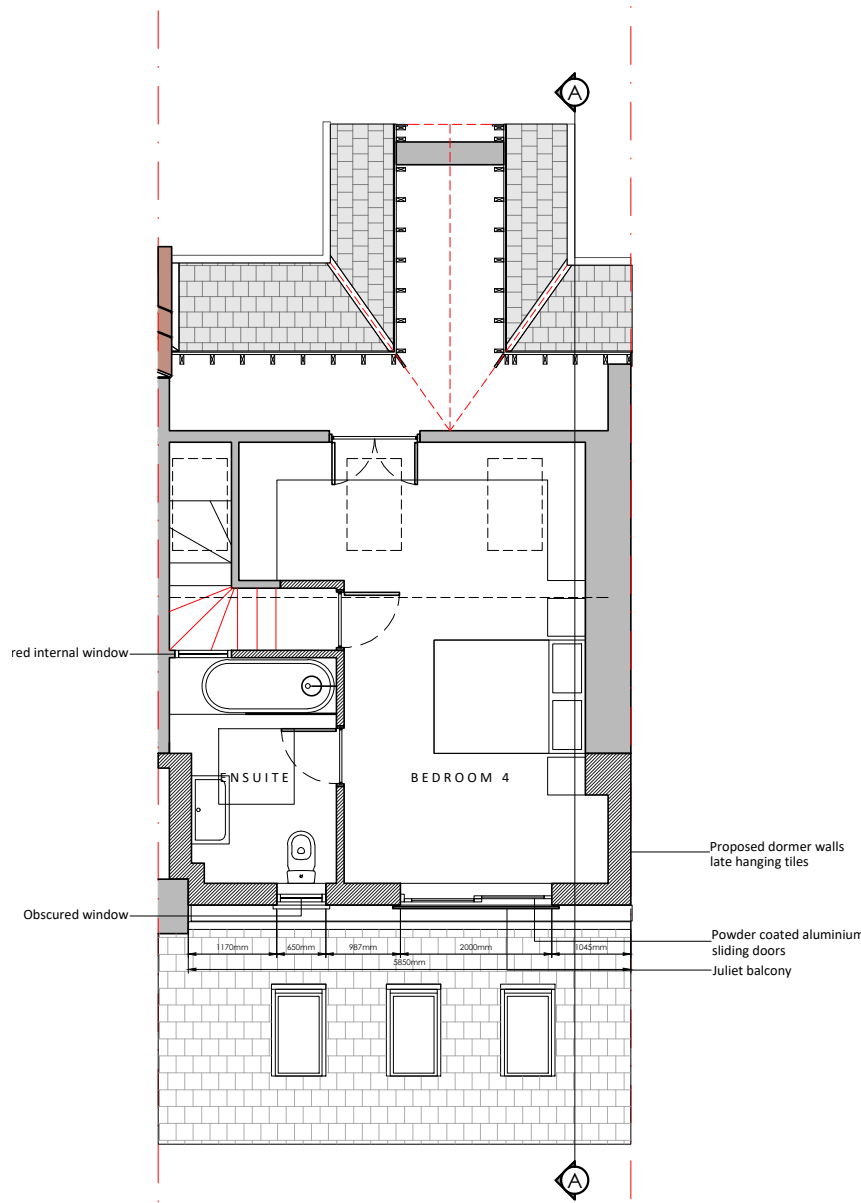 A
red internal window
ENSUITE
BEDROOM 4
Proposed dormer walls
late hanging tiles
Obscured window
Powder coated aluminium
sliding doors
Juliet balcony
1170mm
650mm
987mm
2000mm
1045mm
5850mm
A